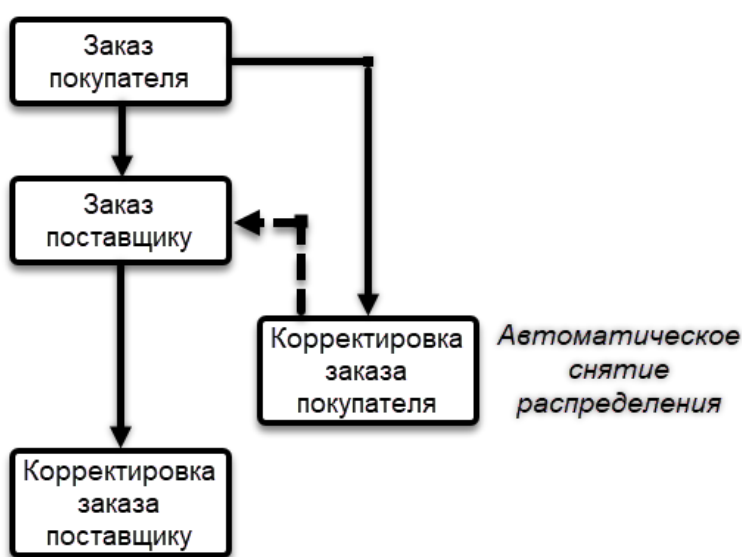 Заказ
покупателя
Заказ
поставщику
Корректировка
заказа
покупателя
Автоматическое
снятие
распределения
Корректировка
заказа
поставщику